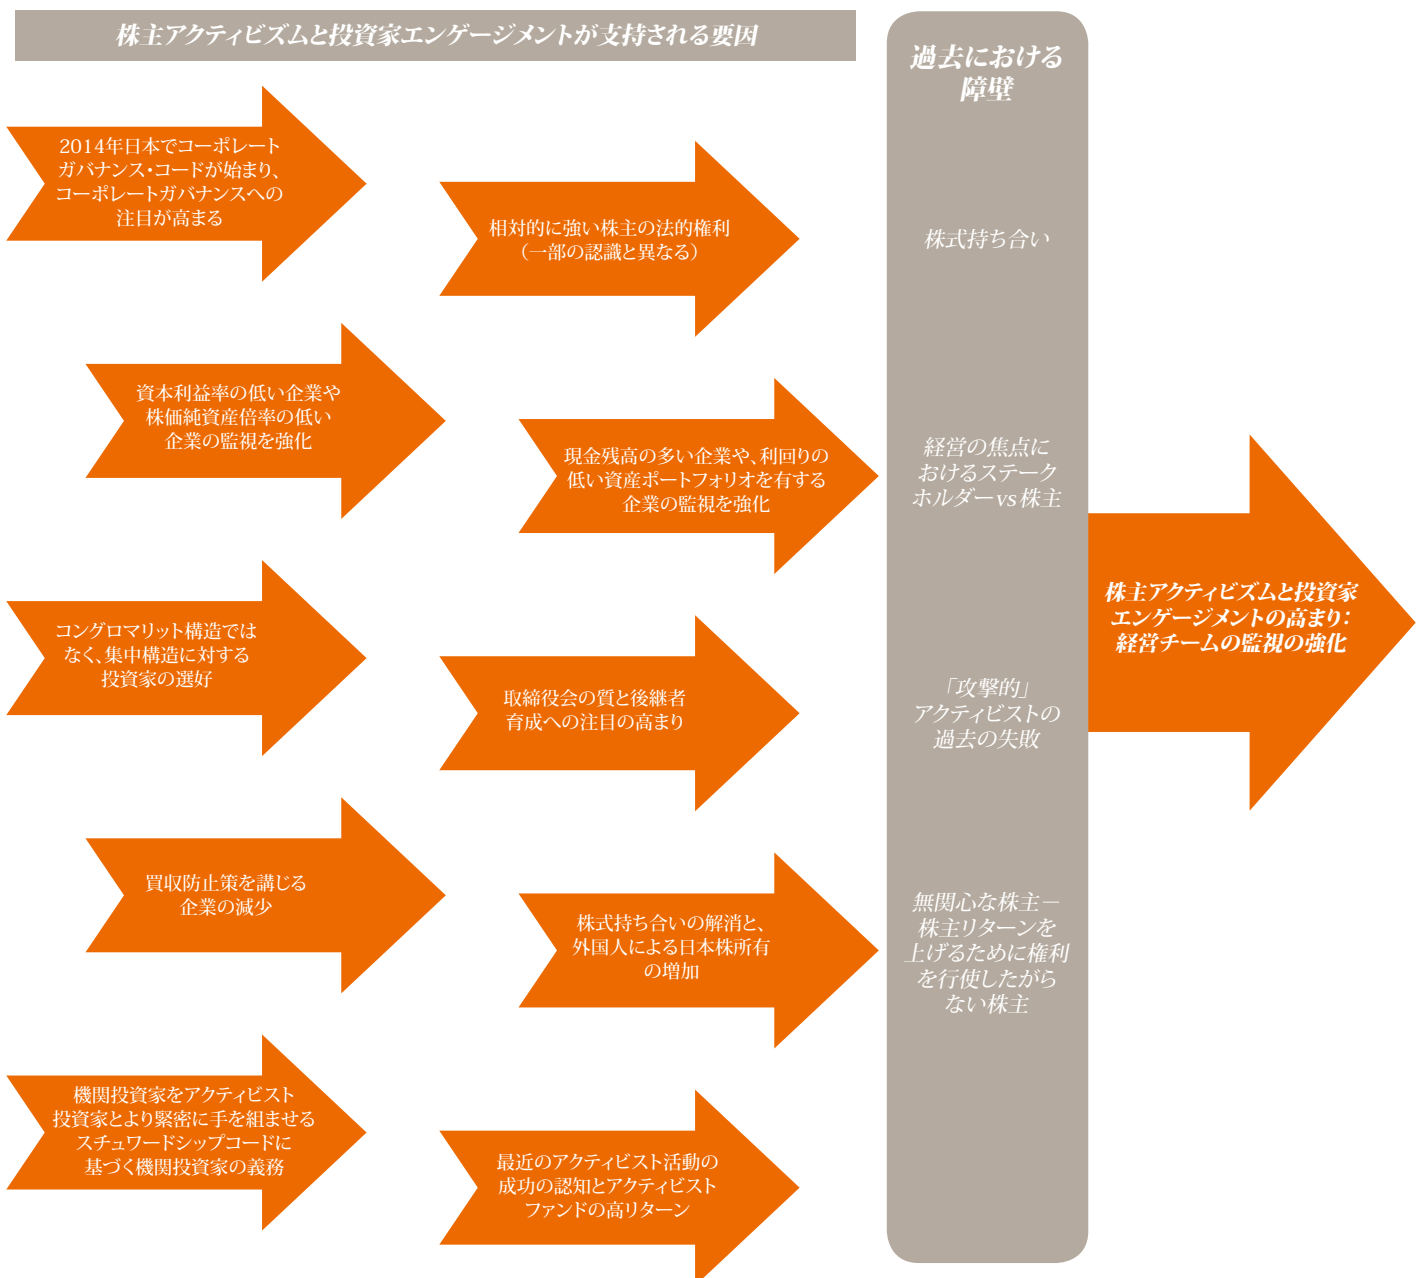 株主アクティビズムと投資家エンゲージメントが支持される要因
2014年日本でコーポレート
ガバナンス・コードが始まり、
コーポレートガバナンスへの
注目が高まる
相対的に強い株主の法的権利
（一部の認識と異なる）
資本利益率の低い企業や
株価純資産倍率の低い
企業の監視を強化
現金残高の多い企業や、利回りの
低い資産ポートフォリオを有する
企業の監視を強化
コングロマリット構造では
なく、集中構造に対する
投資家の選好
取締役会の質と後継者
育成への注目の高まり
買収防止策を講じる
企業の減少
株式持ち合いの解消と、
外国人による日本株所有
の増加
機関投資家をアクティビスト
投資家とより緊密に手を組ませる
スチュワードシップコードに
基づく機関投資家の義務
最近のアクティビスト活動の
成功の認知とアクティビスト
ファンドの高リターン
過去における
障壁
株式持ち合い
経営の焦点に
おけるステーク
ホルダーvs株主
「攻撃的」
アクティビストの
過去の失敗
無関心な株主－
株主リターンを
上げるために権利
を行使したがら
ない株主
株主アクティビズムと投資家
エンゲージメントの高まり：
経営チームの監視の強化